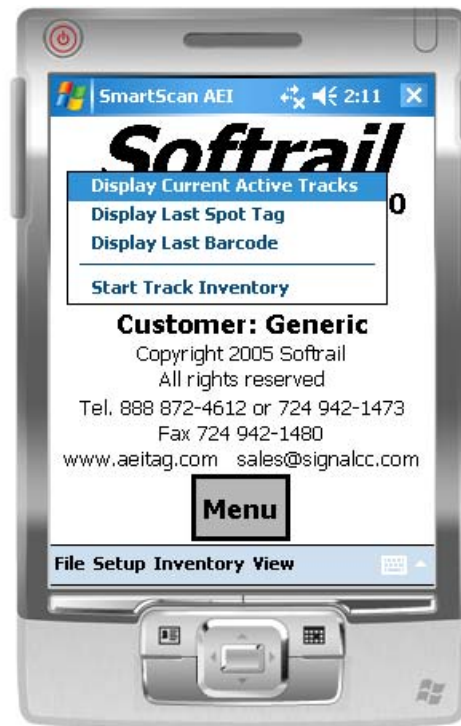 SmartScan AEI 2:11
Softrail
Display Current Active Tracks
0
Display Last Spot Tag
Display Last Barcode
Start Track Inventory
Customer: Generic
Copyright 2005 Softrail
All rights reserved
Tel. 888 872-4612 or 724 942-1473
Fax 724 942-1480
www.aeitag.com sales@signalcc.com
Menu
File Setup Inventory View